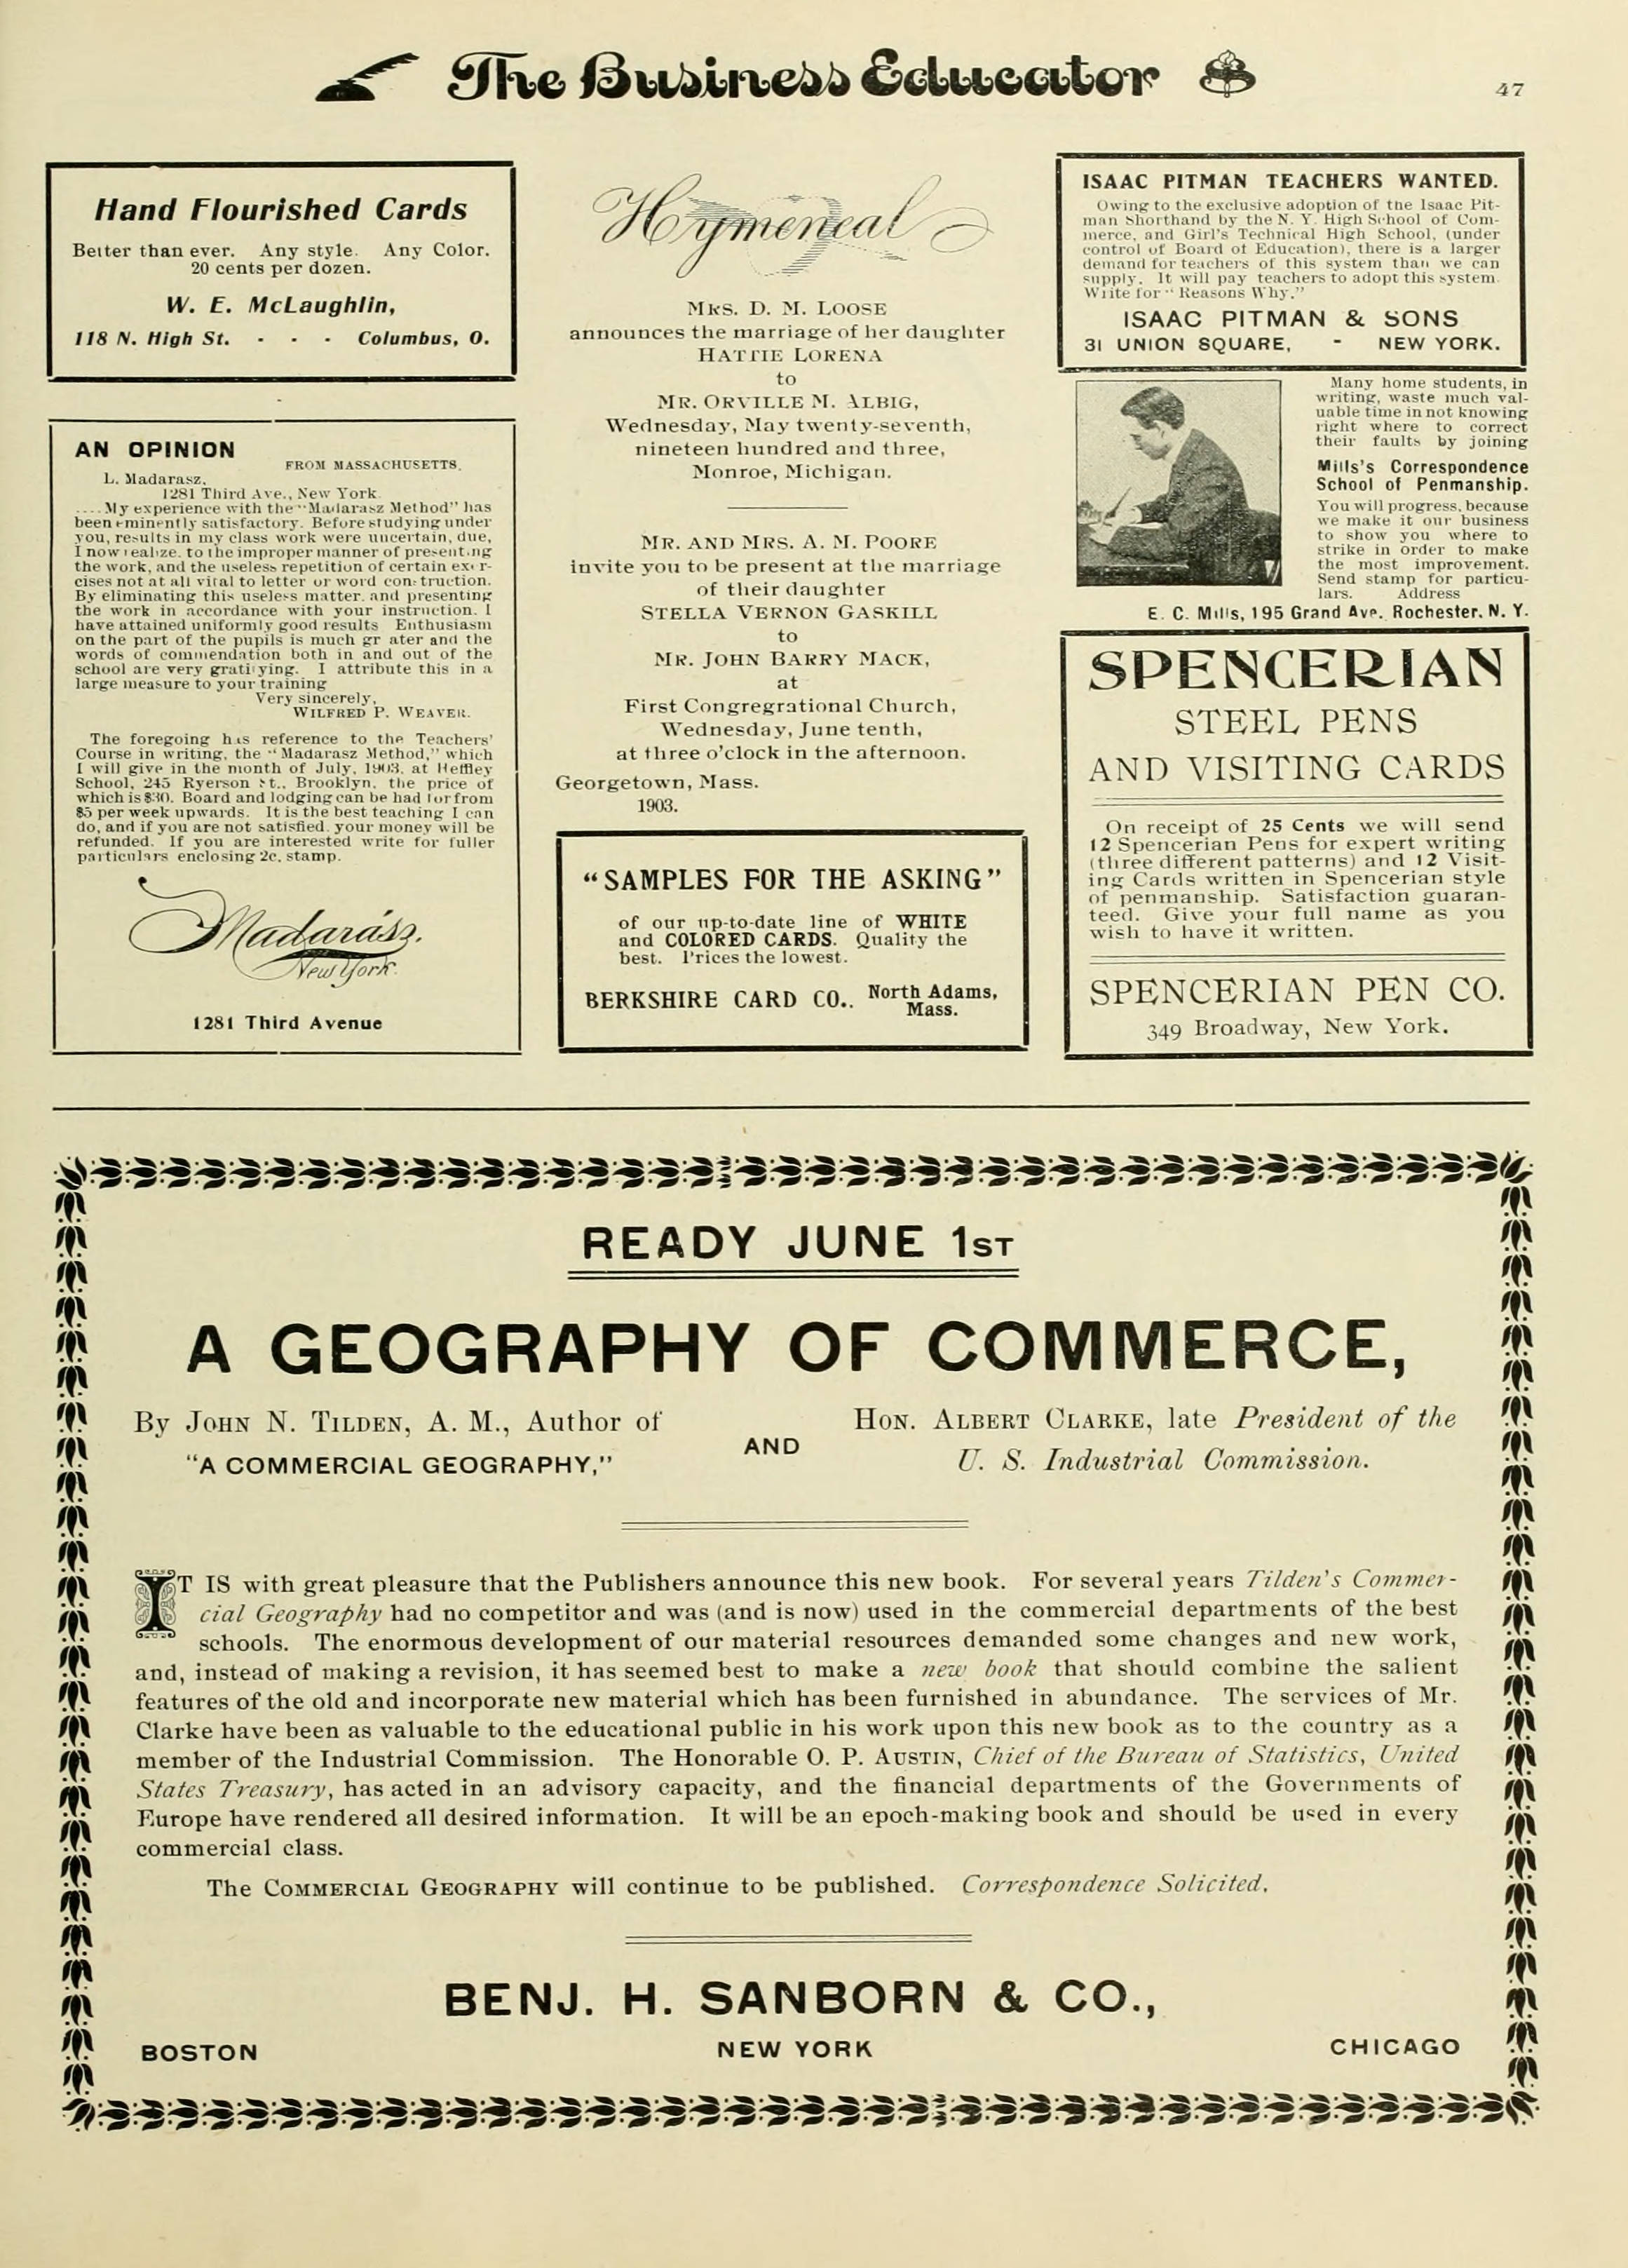 The Business Educator
47
Hand Flourished Cards
Better than ever. Any style. Any Color.
20 cents per dozen.
W. E. McLaughlin,
118 N. High St. - - - Columbus, O.
AN OPINION
FROM MASSACHUSETTS.
L. Madarasz,
1281 Third Ave., New York.
....My experience with the "Madarasz Method" has
been eminently satisfactory. Before studying under
you, results in my class work were uncertain, due,
I now realize, to the improper manner of presenting
the work, and the useless repetition of certain exer-
cises not at all vital to letter or word construction.
By eliminating this useless matter, and presenting
the work in accordance with your instruction, I
have attained uniformly good results Enthusiasm
on the part of the pupils is much greater and the
words of commendation both in and out of the
school are very gratifying. I attribute this in a
large measure to your training
Very sincerely,
WILFRED P. WEAVER.
The foregoing has reference to the Teachers'
Course in writing, the "Madarasz Method," which
I will give in the month of July, 1903, at Heffley
School, 245 Ryerson St., Brooklyn, the price of
which is $30. Board and lodging can be had for from
$5 per week upwards. It is the best teaching I can
do, and if you are not satisfied, your money will be
refunded. If you are interested write for fuller
particulars enclosing 2c. stamp.
Madarász.
New York.
1281 Third Avenue
Hymeneal
MRS. D. M. LOOSE
announces the marriage of her daughter
HATTIE LORENA
to
MR. ORVILLE M. ALBIG,
Wednesday, May twenty-seventh,
nineteen hundred and three,
Monroe, Michigan.
MR. AND MRS. A. M. POORE
invite you to be present at the marriage
of their daughter
STELLA VERNON GASKILL
to
MR. JOHN BARRY MACK,
at
First Congregrational Church,
Wednesday, June tenth,
at three o'clock in the afternoon.
Georgetown, Mass.
1903.
"SAMPLES FOR THE ASKING"
of our up-to-date line of WHITE
and COLORED CARDS. Quality the
best. Prices the lowest.
BERKSHIRE CARD CO., North Adams,
Mass.
ISAAC PITMAN TEACHERS WANTED.
Owing to the exclusive adoption of the Isaac Pit-
man Shorthand by the N. Y. High School of Com-
merce, and Girl's Technical High School, (under
control of Board of Education), there is a larger
demand for teachers of this system than we can
supply. It will pay teachers to adopt this system.
Write for "Reasons Why."
ISAAC PITMAN & SONS
31 UNION SQUARE, - NEW YORK.
Many home students, in
writing, waste much val-
uable time in not knowing
right where to correct
their faults by joining
Mills's Correspondence
School of Penmanship.
You will progress, because
we make it our business
to show you where to
strike in order to make
the most improvement.
Send stamp for particu-
lars. Address
E. C. Mills, 195 Grand Ave. Rochester, N. Y.
SPENCERIAN
STEEL PENS
AND VISITING CARDS
On receipt of 25 Cents we will send
12 Spencerian Pens for expert writing
(three different patterns) and 12 Visit-
ing Cards written in Spencerian style
of penmanship. Satisfaction guaran-
teed. Give your full name as you
wish to have it written.
SPENCERIAN PEN CO.
349 Broadway, New York.
READY JUNE 1ST
A GEOGRAPHY OF COMMERCE,
By JOHN N. TILDEN, A. M., Author of
"A COMMERCIAL GEOGRAPHY,"
AND
HON. ALBERT CLARKE, late President of the
U. S. Industrial Commission.
IT IS with great pleasure that the Publishers announce this new book. For several years Tilden's Commer-
cial Geography had no competitor and was (and is now) used in the commercial departments of the best
schools. The enormous development of our material resources demanded some changes and new work,
and, instead of making a revision, it has seemed best to make a new book that should combine the salient
features of the old and incorporate new material which has been furnished in abundance. The services of Mr.
Clarke have been as valuable to the educational public in his work upon this new book as to the country as a
member of the Industrial Commission. The Honorable O. P. AUSTIN, Chief of the Bureau of Statistics, United
States Treasury, has acted in an advisory capacity, and the financial departments of the Governments of
Europe have rendered all desired information. It will be an epoch-making book and should be used in every
commercial class.
The COMMERCIAL GEOGRAPHY will continue to be published. Correspondence Solicited.
BENJ. H. SANBORN & CO.,
BOSTON NEW YORK CHICAGO